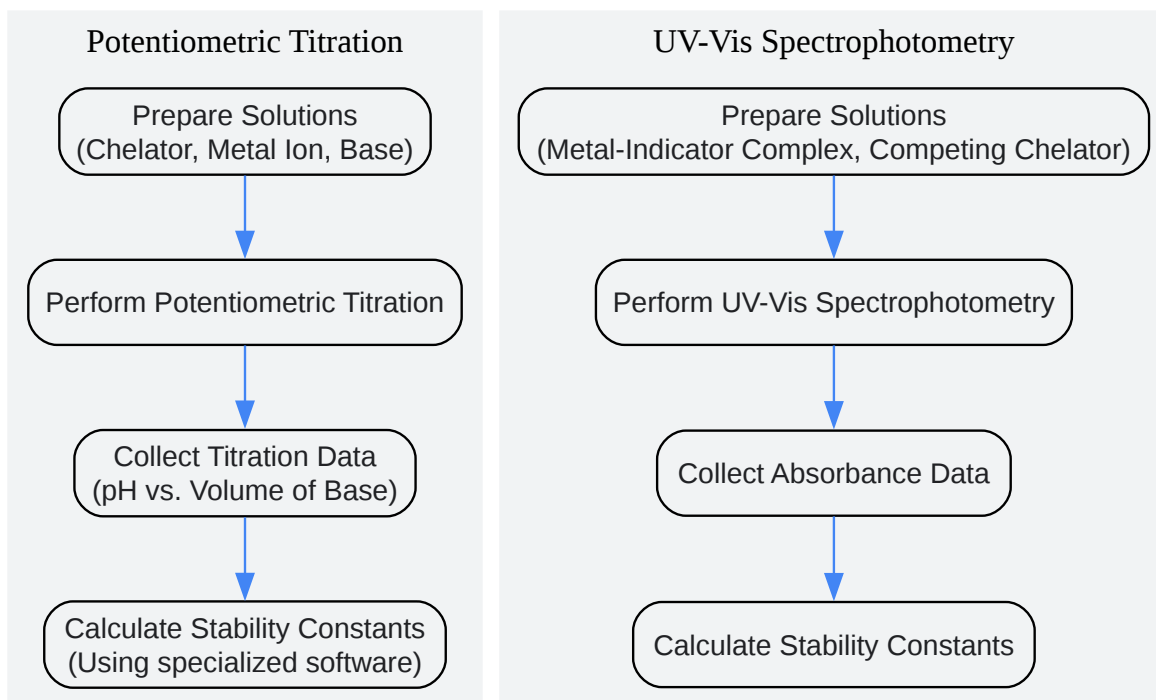 Potentiometric Titration
Prepare Solutions
(Chelator, Metal Ion, Base)
Perform Potentiometric Titration
Collect Titration Data
(pH vs. Volume of Base)
Calculate Stability Constants
(Using specialized software)
UV-Vis Spectrophotometry
Prepare Solutions
(Metal-Indicator Complex, Competing Chelator)
Perform UV-Vis Spectrophotometry
Collect Absorbance Data
Calculate Stability Constants